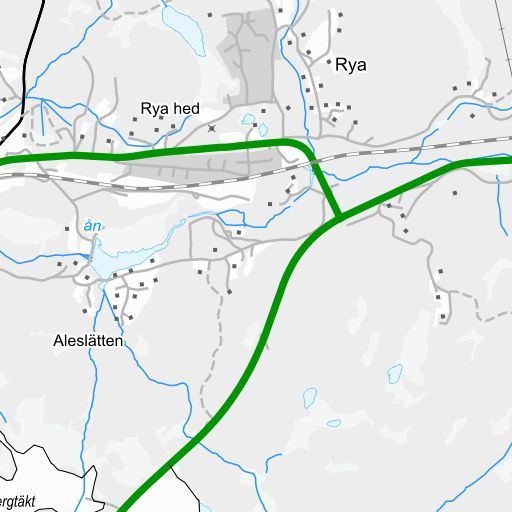 Rya
Rya hed
ån
Aleslätten
ergtäkt